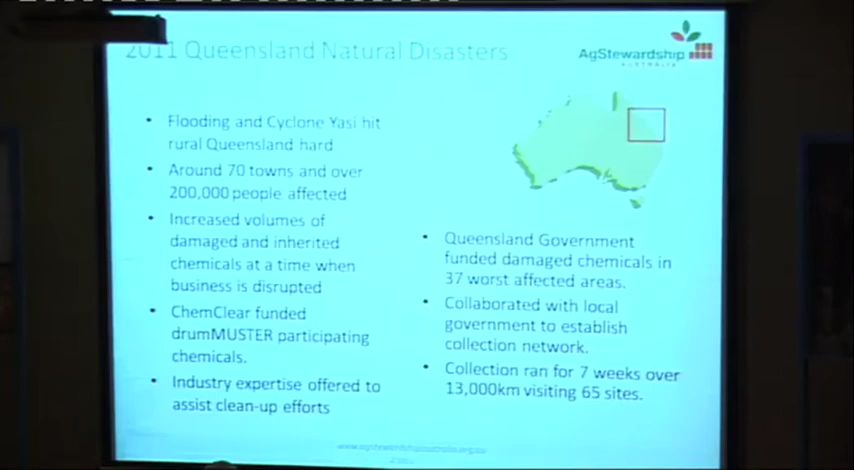 2011 Queensland Natural Disasters
AgStewardship
AUSTRALIA
• Flooding and Cyclone Yasi hit
rural Queensland hard
• Around 70 towns and over
200,000 people affected
• Increased volumes of
damaged and inherited
chemicals at a time when
business is disrupted
• ChemClear funded
drumMUSTER participating
chemicals.
• Industry expertise offered to
assist clean-up efforts
• Queensland Government
funded damaged chemicals in
37 worst affected areas.
• Collaborated with local
government to establish
collection network.
• Collection ran for 7 weeks over
13,000km visiting 65 sites.
www.agstewardshipaustralia.org.au